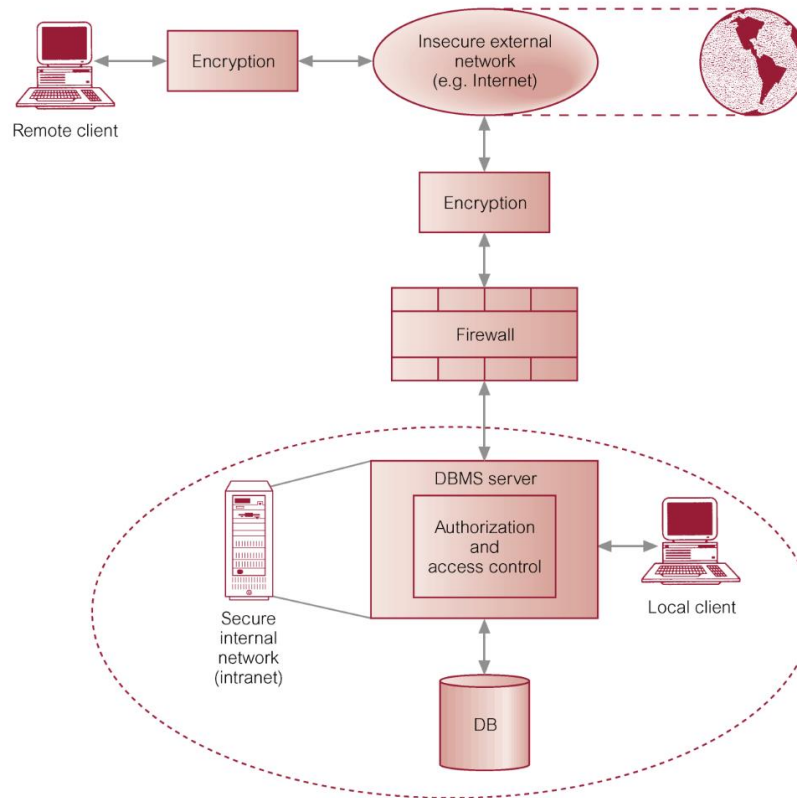 Remote client
Encryption
Insecure external
network
(e.g. Internet)
Encryption
Firewall
DBMS server
Authorization
and
access control
Secure
internal
network
(intranet)
Local client
DB